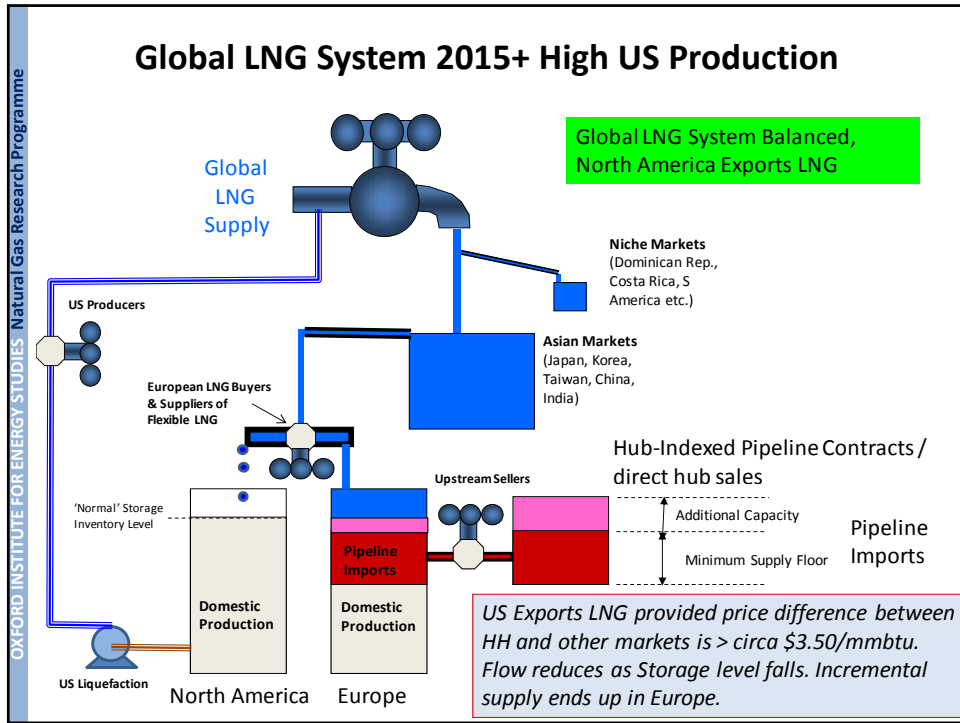 Global LNG System 2015+ High US Production
OXFORD INSTITUTE FOR ENERGY STUDIES Natural Gas Research Programme
Global LNG System Balanced,
North America Exports LNG
Global
LNG
Supply
Niche Markets
(Dominican Rep.,
Costa Rica, S
America etc.)
US Producers
Asian Markets
(Japan, Korea,
Taiwan, China,
India)
European LNG Buyers
& Suppliers of
Flexible LNG
Hub-Indexed Pipeline Contracts /
direct hub sales
Upstream Sellers
‘Normal’ Storage
Inventory Level
Additional Capacity
Pipeline
Imports
Minimum Supply Floor
Pipeline
Imports
Domestic
Production
Domestic
Production
US Exports LNG provided price difference between
HH and other markets is > circa $3.50/mmbtu.
Flow reduces as Storage level falls. Incremental
supply ends up in Europe.
US Liquefaction
North America
Europe